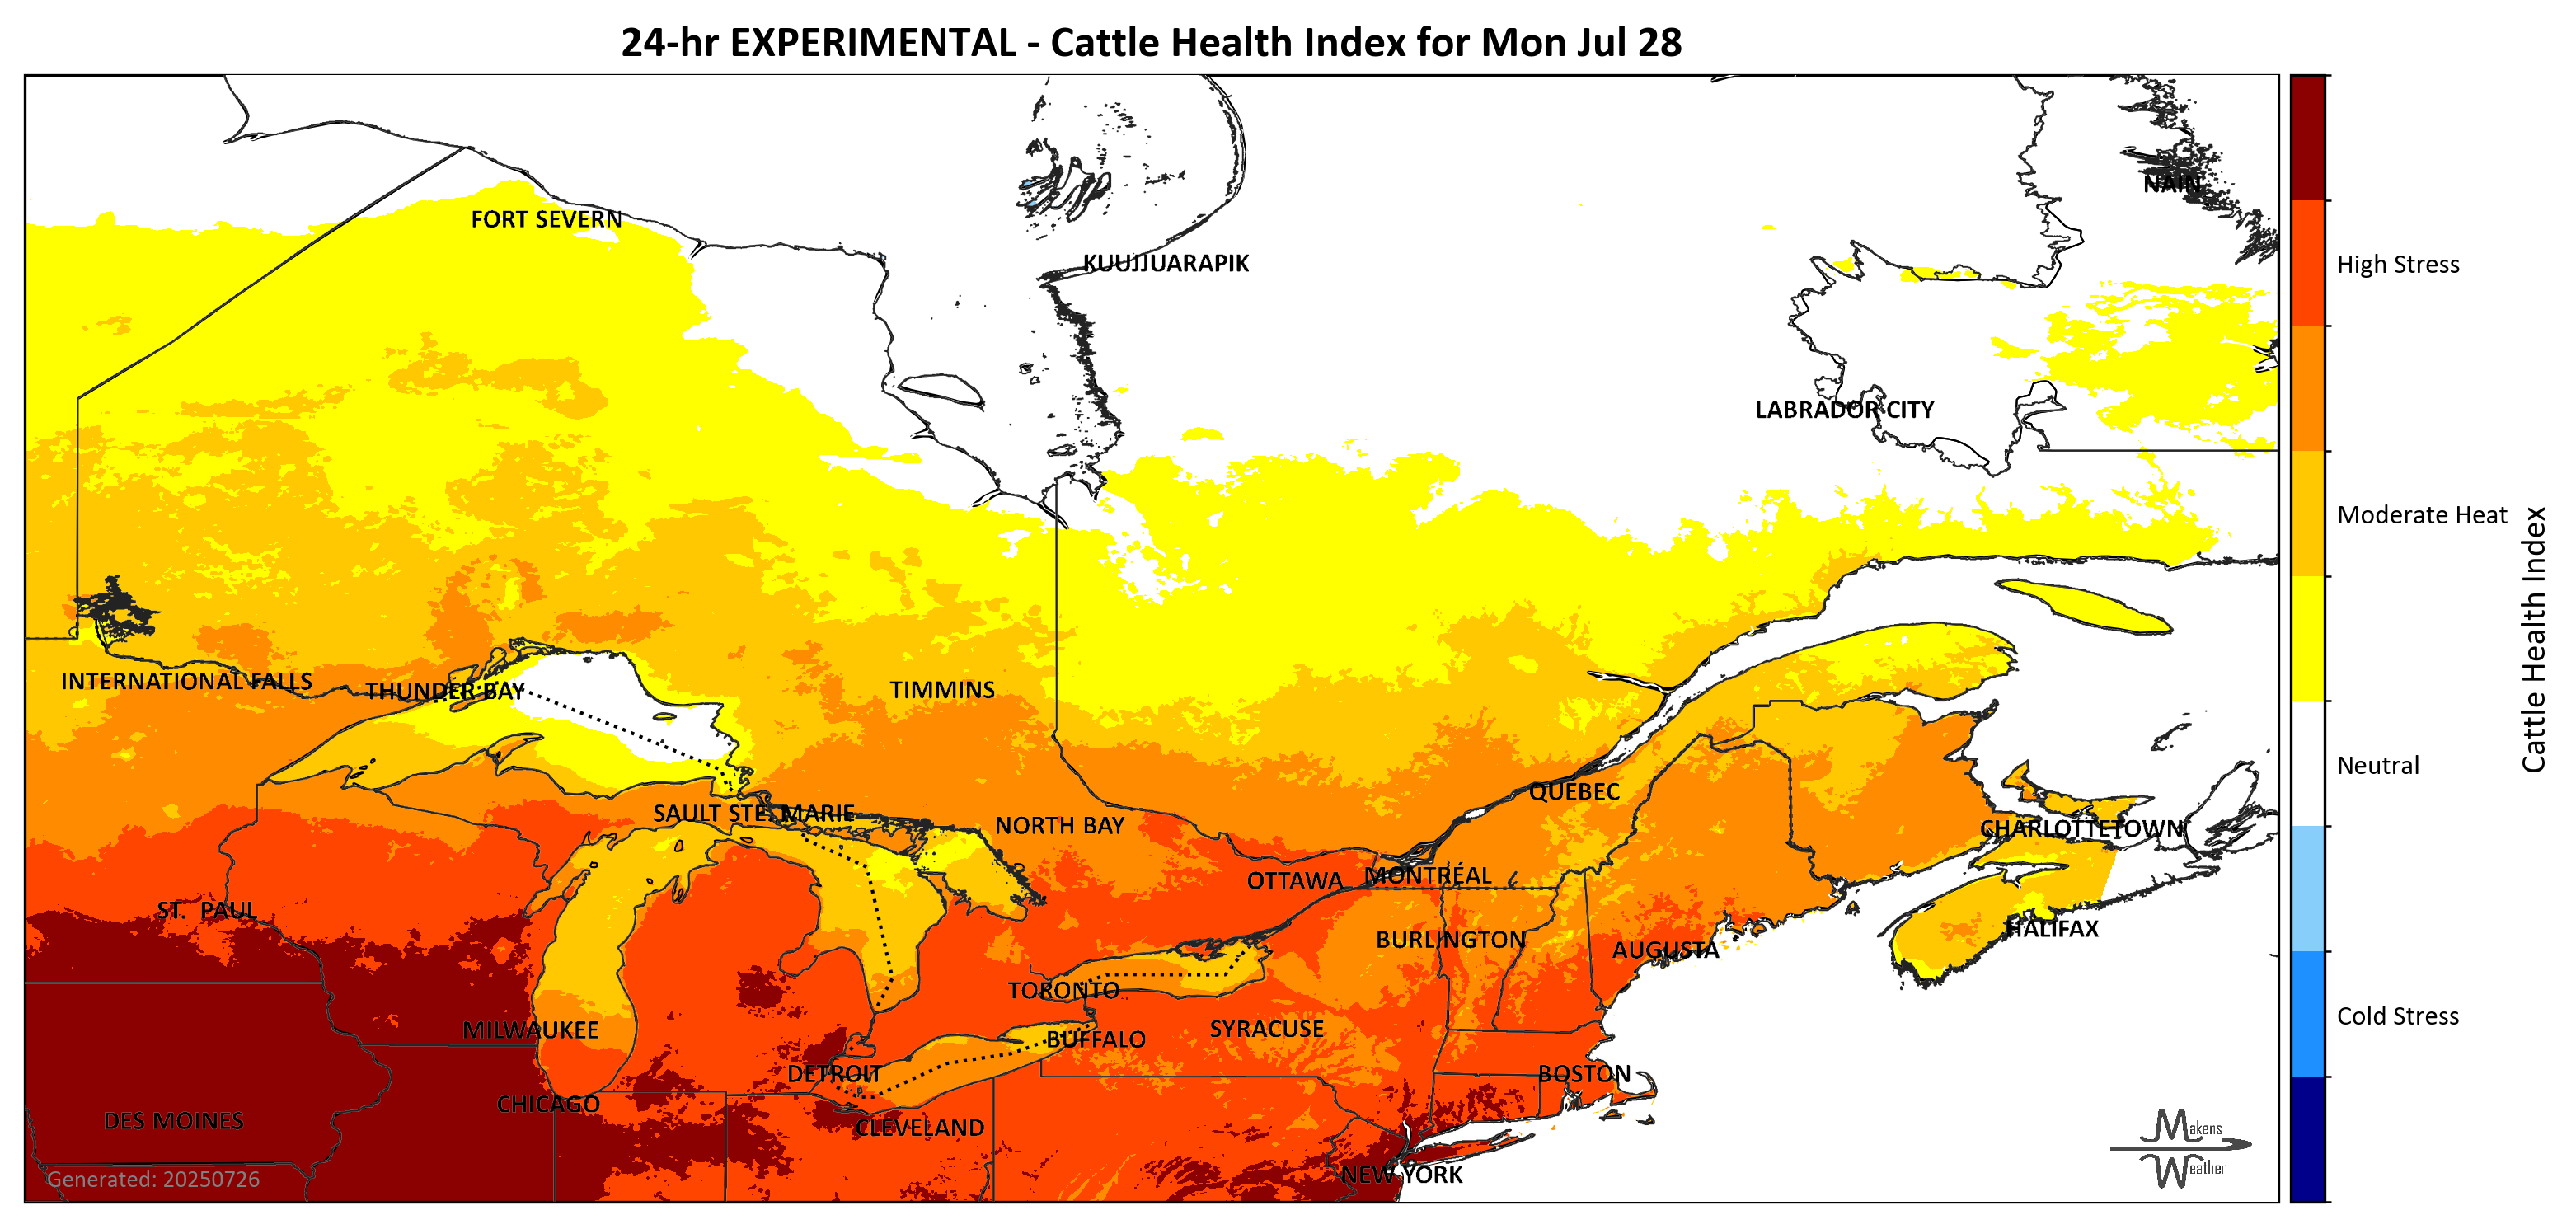 24-hr EXPERIMENTAL - Cattle Health Index for Mon Jul 28
NAIN
FORT SEVERN
KUUJJUARAPIK
High Stress
LABRADOR CITY
Moderate Heat
Cattle Health Index
INTERNATIONAL FALLS
THUNDER BAY
TIMMINS
Neutral
QUEBEC
SAULT STE. MARIE
NORTH BAY
CHARLOTTETOWN
OTTAWA
MONTRÉAL
ST. PAUL
HALIFAX
BURLINGTON
AUGUSTA
TORONTO
Cold Stress
MILWAUKEE
SYRACUSE
BUFFALO
DETROIT
BOSTON
CHICAGO
DES MOINES
CLEVELAND
Makens
Weather
NEW YORK
Generated: 20250726